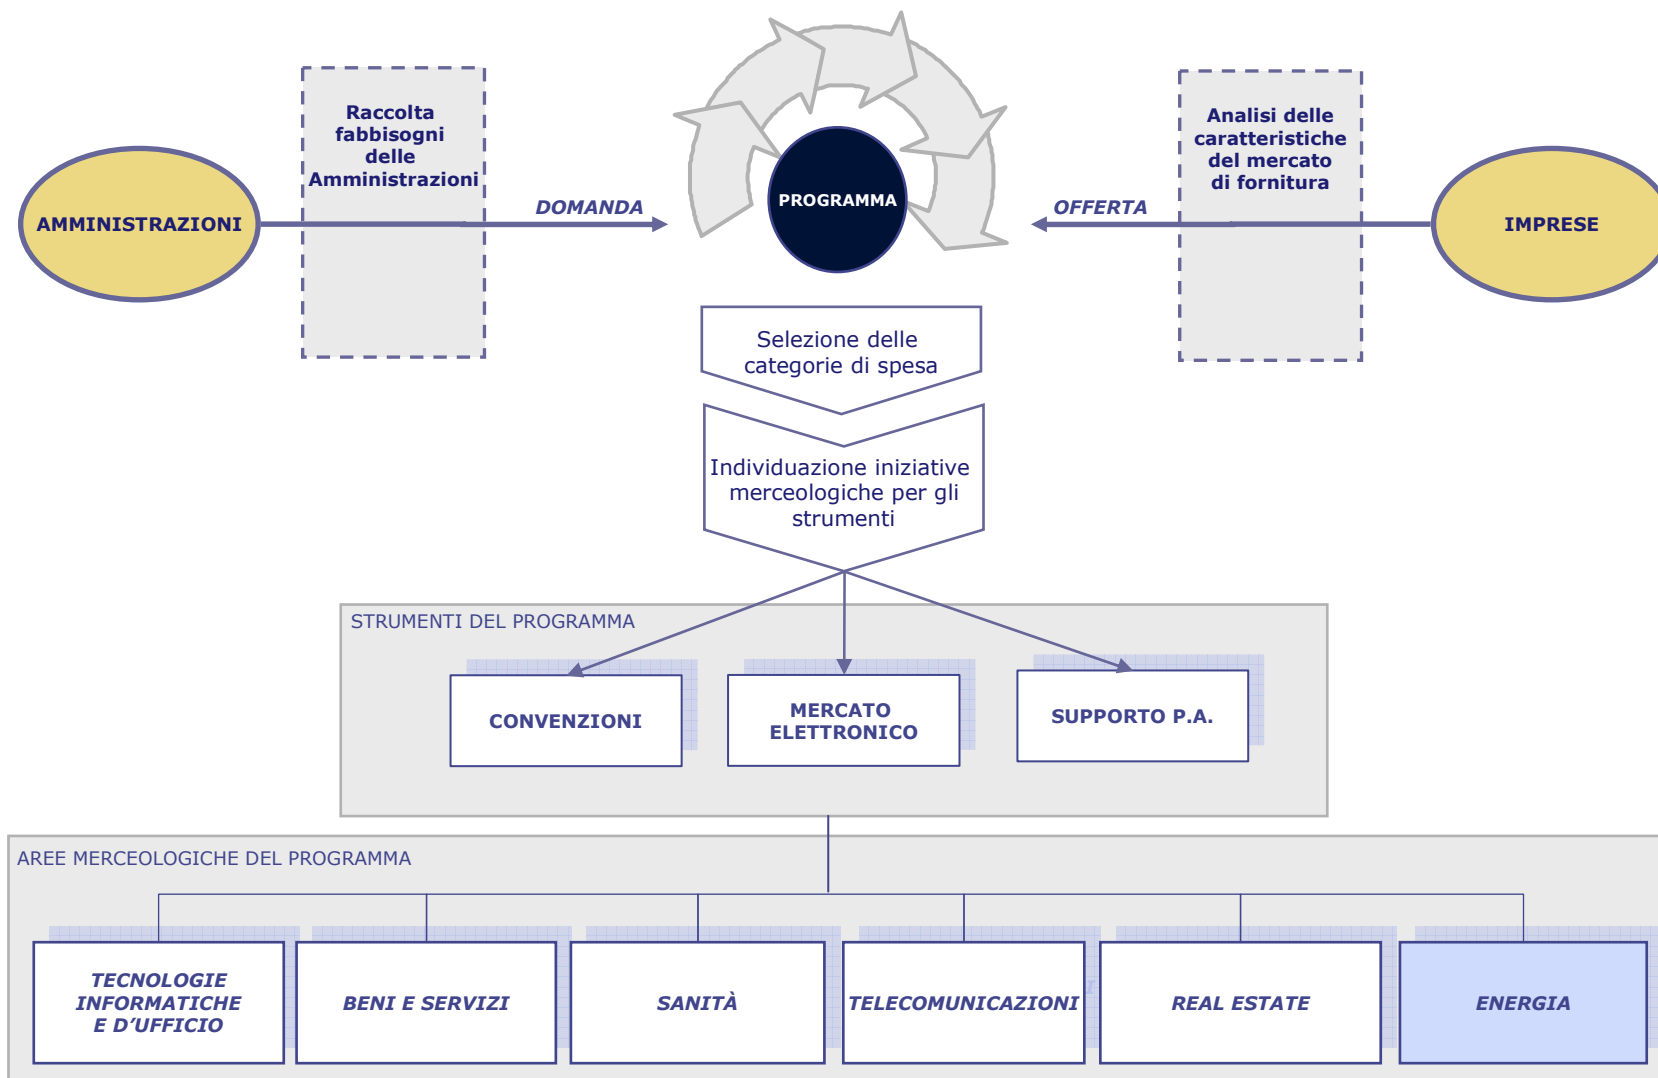 Raccolta
fabbisogni
delle
Amministrazioni
AMMINISTRAZIONI
DOMANDA
PROGRAMMA
OFFERTA
Analisi delle
caratteristiche
del mercato
di fornitura
IMPRESE
Selezione delle
categorie di spesa
Individuazione iniziative
merceologiche per gli
strumenti
STRUMENTI DEL PROGRAMMA
CONVENZIONI
MERCATO
ELETTRONICO
SUPPORTO P.A.
AREE MERCEOLOGICHE DEL PROGRAMMA
TECNOLOGIE
INFORMATICHE
E D’UFFICIO
BENI E SERVIZI
SANITÀ
TELECOMUNICAZIONI
REAL ESTATE
ENERGIA